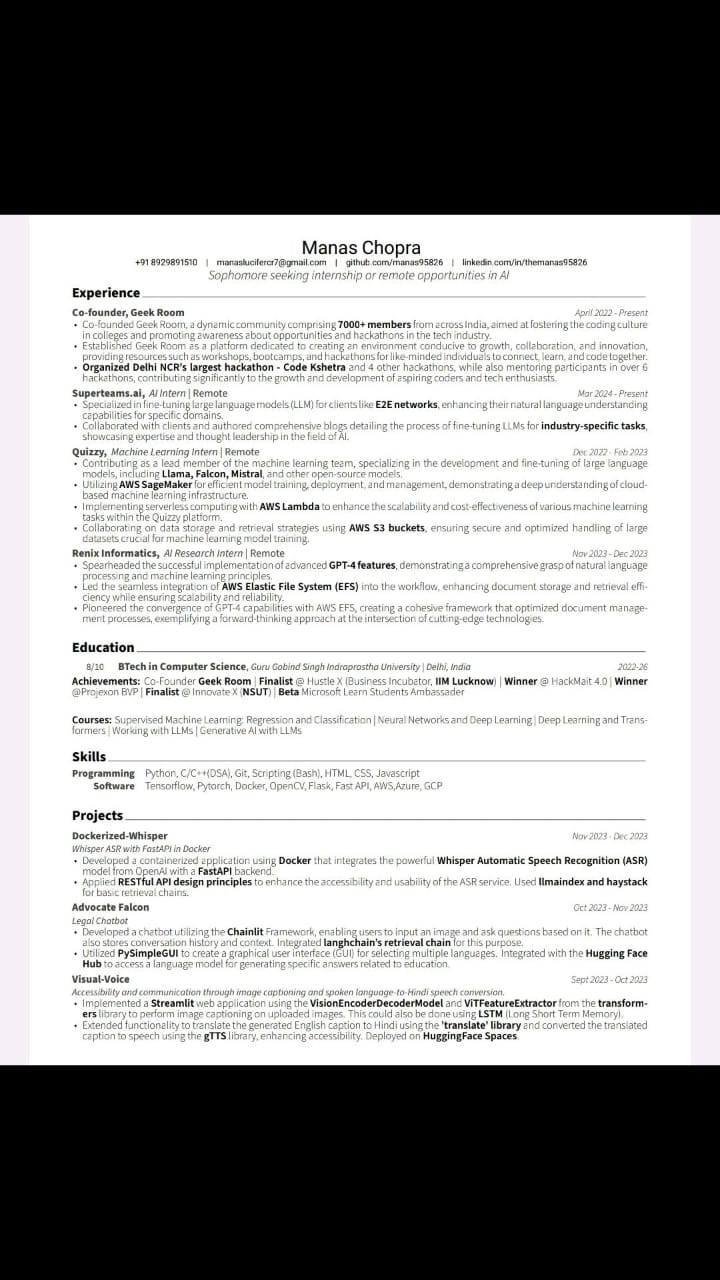 Manas Chopra
+91 8929891510 | manaslucifercr7@gmail.com | github.com/manas95826 | linkedin.com/in/themanas95826
Sophomore seeking internship or remote opportunities in AI
Experience
Co-founder, Geek Room April 2022 - Present
• Co-founded Geek Room, a dynamic community comprising 7000+ members from across India, aimed at fostering the coding culture
in colleges and promoting awareness about opportunities and hackathons in the tech industry.
• Established Geek Room as a platform dedicated to creating an environment conducive to growth, collaboration, and innovation,
providing resources such as workshops, bootcamps, and hackathons for like-minded individuals to connect, learn, and code together.
• Organized Delhi NCR's largest hackathon - Code Kshetra and 4 other hackathons, while also mentoring participants in over 6
hackathons, contributing significantly to the growth and development of aspiring coders and tech enthusiasts.
Superteams.ai, AI Intern | Remote Mar 2024 - Present
• Specialized in fine-tuning large language models (LLM) for clients like E2E networks, enhancing their natural language understanding
capabilities for specific domains.
• Collaborated with clients and authored comprehensive blogs detailing the process of fine-tuning LLMs for industry-specific tasks,
showcasing expertise and thought leadership in the field of AI.
Quizzy, Machine Learning Intern | Remote Dec 2022 - Feb 2023
• Contributing as a lead member of the machine learning team, specializing in the development and fine-tuning of large language
models, including Llama, Falcon, Mistral, and other open-source models.
• Utilizing AWS SageMaker for efficient model training, deployment, and management, demonstrating a deep understanding of cloud-
based machine learning infrastructure.
• Implementing serverless computing with AWS Lambda to enhance the scalability and cost-effectiveness of various machine learning
tasks within the Quizzy platform.
• Collaborating on data storage and retrieval strategies using AWS S3 buckets, ensuring secure and optimized handling of large
datasets crucial for machine learning model training.
Renix Informatics, AI Research Intern | Remote Nov 2023 - Dec 2023
• Spearheaded the successful implementation of advanced GPT-4 features, demonstrating a comprehensive grasp of natural language
processing and machine learning principles.
• Led the seamless integration of AWS Elastic File System (EFS) into the workflow, enhancing document storage and retrieval effi-
ciency while ensuring scalability and reliability.
• Pioneered the convergence of GPT-4 capabilities with AWS EFS, creating a cohesive framework that optimized document manage-
ment processes, exemplifying a forward-thinking approach at the intersection of cutting-edge technologies.
Education
8/10 BTech in Computer Science, Guru Gobind Singh Indraprastha University | Delhi, India 2022-26
Achievements: Co-Founder Geek Room | Finalist @ Hustle X (Business Incubator, IIM Lucknow) | Winner @ HackMait 4.0 | Winner
@Projexon BVP | Finalist @ Innovate X (NSUT) | Beta Microsoft Learn Students Ambassader
Courses: Supervised Machine Learning: Regression and Classification | Neural Networks and Deep Learning | Deep Learning and Trans-
formers | Working with LLMs | Generative AI with LLMs
Skills
Programming Python, C/C++(DSA), Git, Scripting (Bash), HTML, CSS, Javascript
Software Tensorflow, Pytorch, Docker, OpenCV, Flask, Fast API, AWS,Azure, GCP
Projects
Dockerized-Whisper Nov 2023 - Dec 2023
Whisper ASR with FastAPI in Docker
• Developed a containerized application using Docker that integrates the powerful Whisper Automatic Speech Recognition (ASR)
model from OpenAI with a FastAPI backend.
• Applied RESTful API design principles to enhance the accessibility and usability of the ASR service. Used llmaindex and haystack
for basic retrieval chains.
Advocate Falcon Oct 2023 - Nov 2023
Legal Chatbot
• Developed a chatbot utilizing the Chainlit Framework, enabling users to input an image and ask questions based on it. The chatbot
also stores conversation history and context. Integrated langhchain's retrieval chain for this purpose.
• Utilized PySimpleGUI to create a graphical user interface (GUI) for selecting multiple languages. Integrated with the Hugging Face
Hub to access a language model for generating specific answers related to education.
Visual-Voice Sept 2023 - Oct 2023
Accessibility and communication through image captioning and spoken language-to-Hindi speech conversion.
• Implemented a Streamlit web application using the VisionEncoderDecoderModel and ViTFeatureExtractor from the transform-
ers library to perform image captioning on uploaded images. This could also be done using LSTM (Long Short Term Memory).
• Extended functionality to translate the generated English caption to Hindi using the 'translate' library and converted the translated
caption to speech using the gTTS library, enhancing accessibility. Deployed on HuggingFace Spaces.